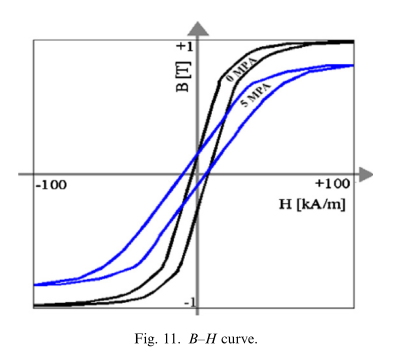 +1
B [T]
0 MPA
5 MPA
-100
+100
H [kA/m]
-1
Fig. 11. B–H curve.